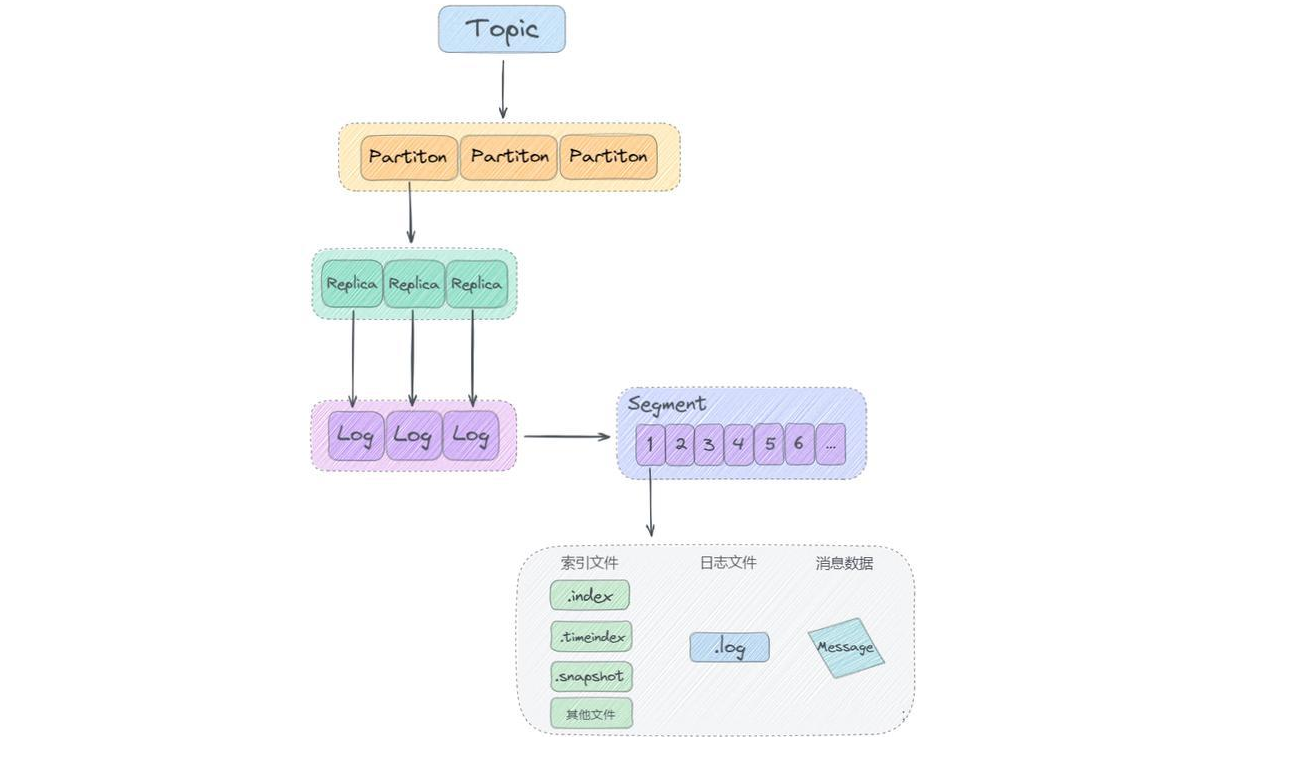 Topic
Partiton Partiton Partiton
Replica Replica Replica
Segment
Log Log Log
1 2 3 4 5 6 ...
索引文件 日志文件 消息数据
.index
.timeindex
.log Message
.snapshot
其他文件